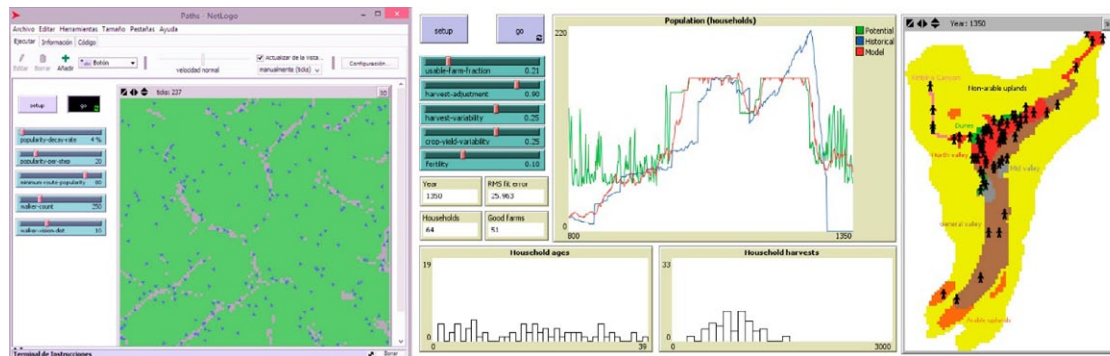 Paths - NetLogo
Archivo Editar Herramientas Tamaño Pestañas Ayuda
Ejecutar Información Código
Editar Borrar Añadir Botón
velocidad normal
Actualizar de la vista
manualmente (ticks)
Configuración...
setup
go
ticks: 237
3D
popularity-decay-rate 4 %
popularity-per-step 20
minimum-route-popularity 80
walker-count 250
walker-vision-dist 10
Terminal de Instrucciones
Borrar
setup
go
usable-farm-fraction 0.21
harvest-adjustment 0.90
harvest-variability 0.25
crop-yield-variability 0.25
fertility 0.10
Year
1350
RMS fit error
25.963
Households
64
Good farms
51
Population (households)
220
0
800
1350
Potential
Historical
Model
Household ages
19
0
0
39
Household harvests
33
0
0
3000
Year: 1350
Non-arable uplands
Dunes
North valley
Mid valley
General valley
Arable uplands